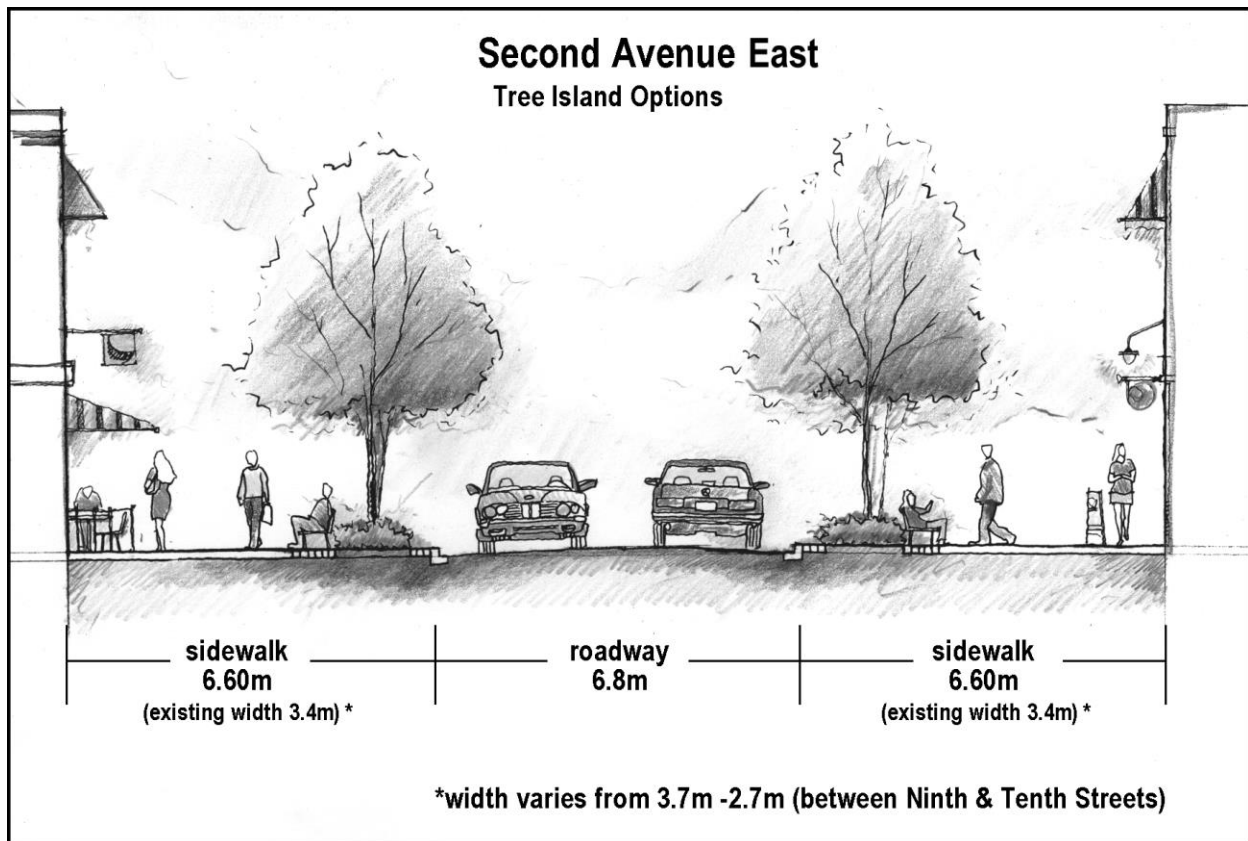 Second Avenue East
Tree Island Options
sidewalk
6.60m
(existing width 3.4m) *
roadway
6.8m
sidewalk
6.60m
(existing width 3.4m) *
*width varies from 3.7m -2.7m (between Ninth & Tenth Streets)